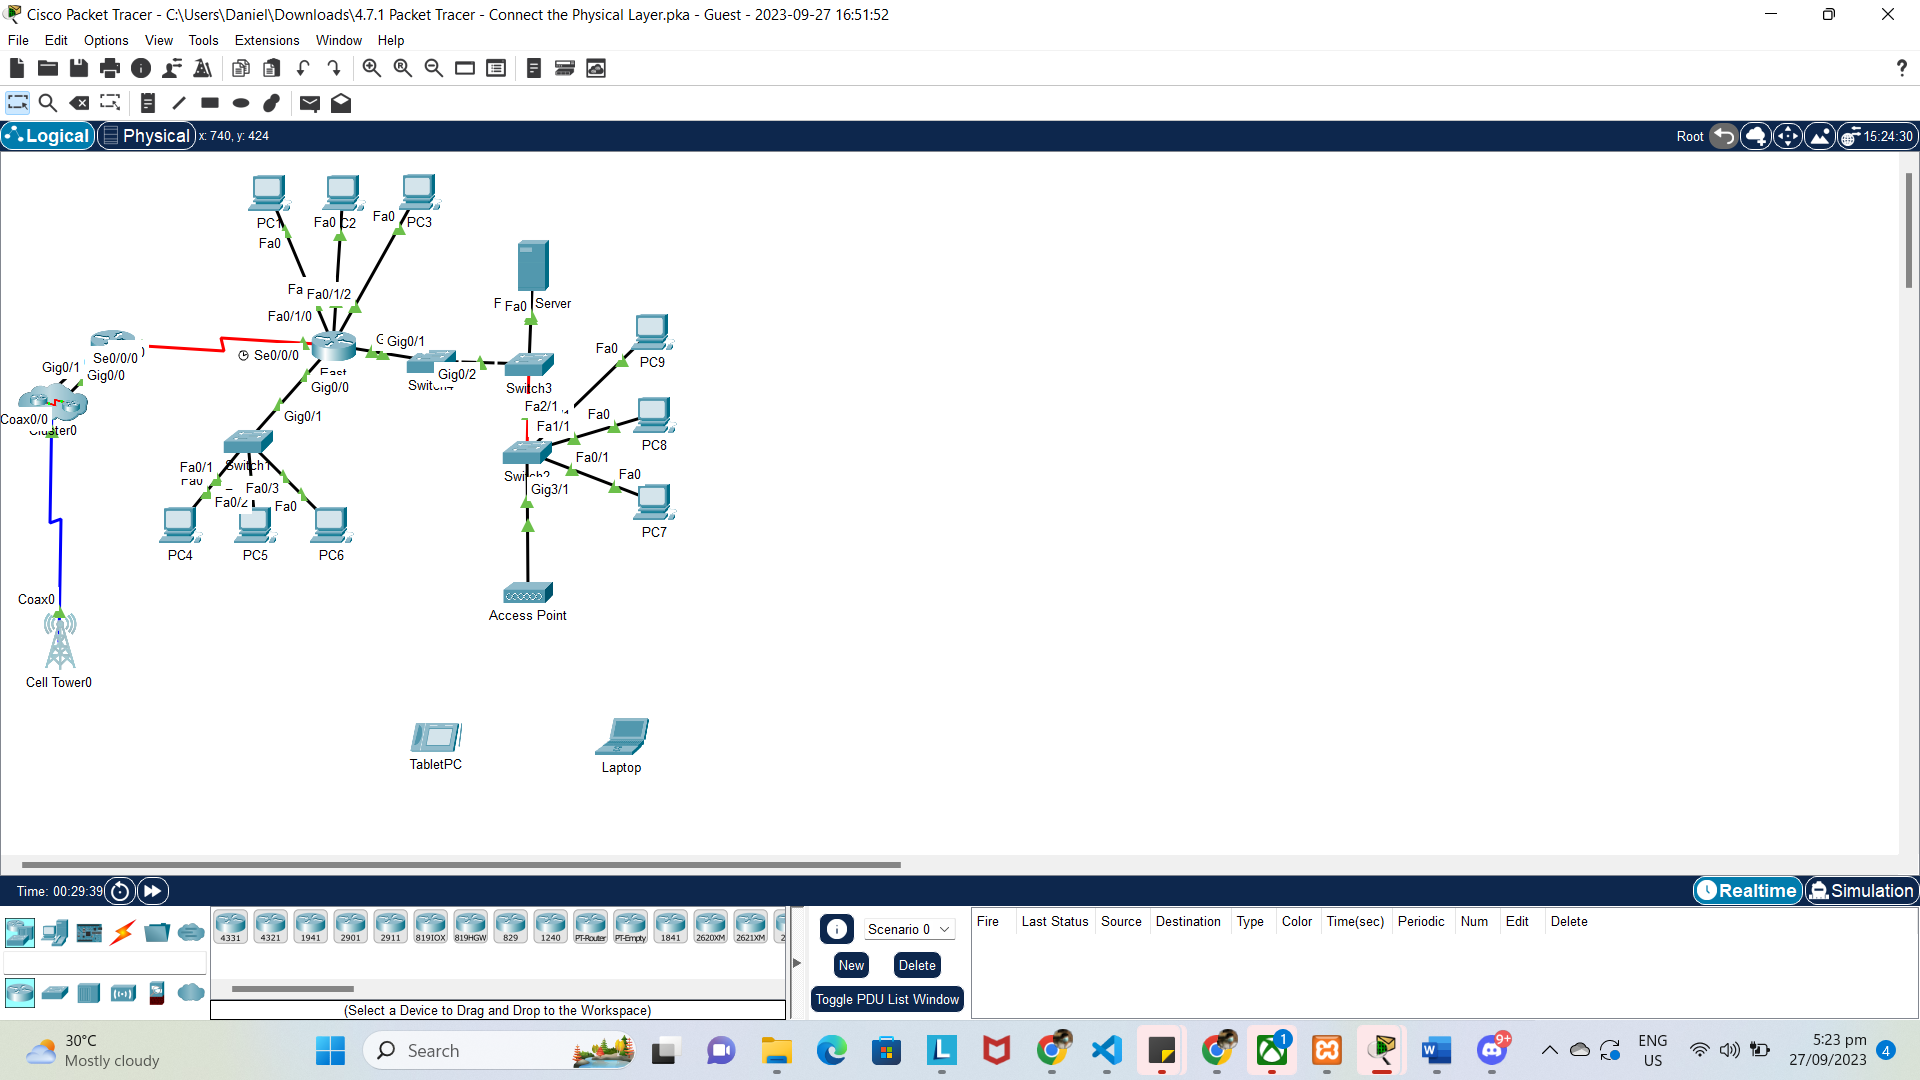 Cisco Packet Tracer - C:\Users\Daniel\Downloads\4.7.1 Packet Tracer - Connect the Physical Layer.pka - Guest - 2023-09-27 16:51:52
File Edit Options View Tools Extensions Window Help
?
Logical Physical x: 740, y: 424 Root 15:24:30
PC1 Fa0 C2 Fa0 PC3
Fa0
Fa0 Server
Fa Fa0/1/2
Fa0/1/0
Se0/0/0
Se0/0/0
Gig0/1
Gig0/1
Gig0/0
East
Gig0/0
Gig0/2
Switch3
Fa0
PC9
Coax0/0
Cluster0
Gig0/1
Fa2/1
Fa1/1
Fa0
PC8
Switch1
Fa0/1
Fa0
Fa0/2
Fa0/3
Fa0
Switch2
Fa0/1
Fa0
Gig3/1
PC7
PC4 PC5 PC6
Coax0
Access Point
Cell Tower0
TabletPC Laptop
Time: 00:29:39 Realtime Simulation
4331 4321 1941 2901 2911 819IOX 819HGW 829 1240 PT-Router PT-Empty 1841 2620XM 2621XM
(Select a Device to Drag and Drop to the Workspace)
Scenario 0
New Delete
Toggle PDU List Window
Fire Last Status Source Destination Type Color Time(sec) Periodic Num Edit Delete
30°C
Mostly cloudy
Search
1
9+
ENG
US
5:23 pm
27/09/2023
4